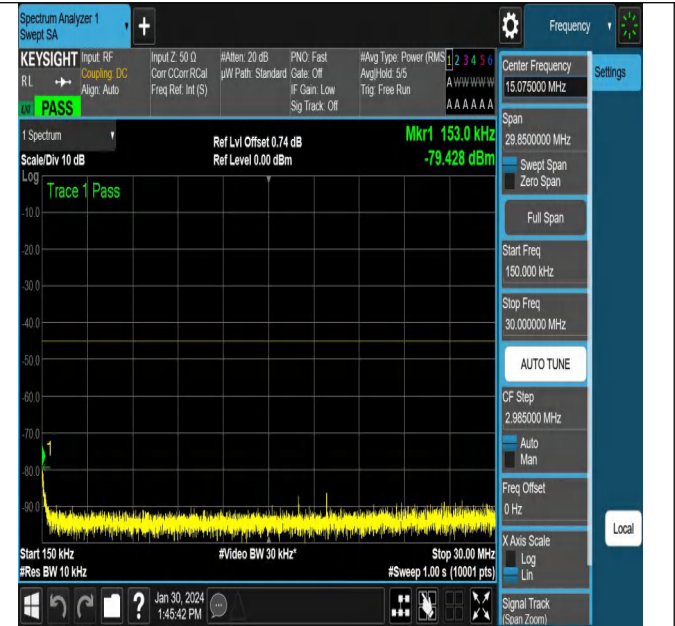 Spectrum Analyzer 1
Swept SA
+
Frequency
KEYSIGHT
RL
LXI
PASS
Input: RF
Coupling: DC
Align: Auto
Input Z: 50 Ω
Corr CCorr RCal
Freq Ref: Int (S)
#Atten: 20 dB
µW Path: Standard
PNO: Fast
Gate: Off
IF Gain: Low
Sig Track: Off
#Avg Type: Power (RMS
Avg|Hold: 5/5
Trig: Free Run
1 2 3 4 5 6
A W W W W W
A A A A A A
1 Spectrum
Scale/Div 10 dB
Ref Lvl Offset 0.74 dB
Ref Level 0.00 dBm
Mkr1 153.0 kHz
-79.428 dBm
Log
Trace 1 Pass
-10.0
-20.0
-30.0
-40.0
-50.0
-60.0
-70.0
1
-80.0
-90.0
Start 150 kHz
#Video BW 30 kHz*
Stop 30.00 MHz
#Res BW 10 kHz
#Sweep 1.00 s (10001 pts)
?
Jan 30, 2024
1:45:42 PM
Center Frequency
15.075000 MHz
Settings
Span
29.8500000 MHz
Swept Span
Zero Span
Full Span
Start Freq
150.000 kHz
Stop Freq
30.000000 MHz
AUTO TUNE
CF Step
2.985000 MHz
Auto
Man
Freq Offset
0 Hz
Local
X Axis Scale
Log
Lin
Signal Track
(Span Zoom)